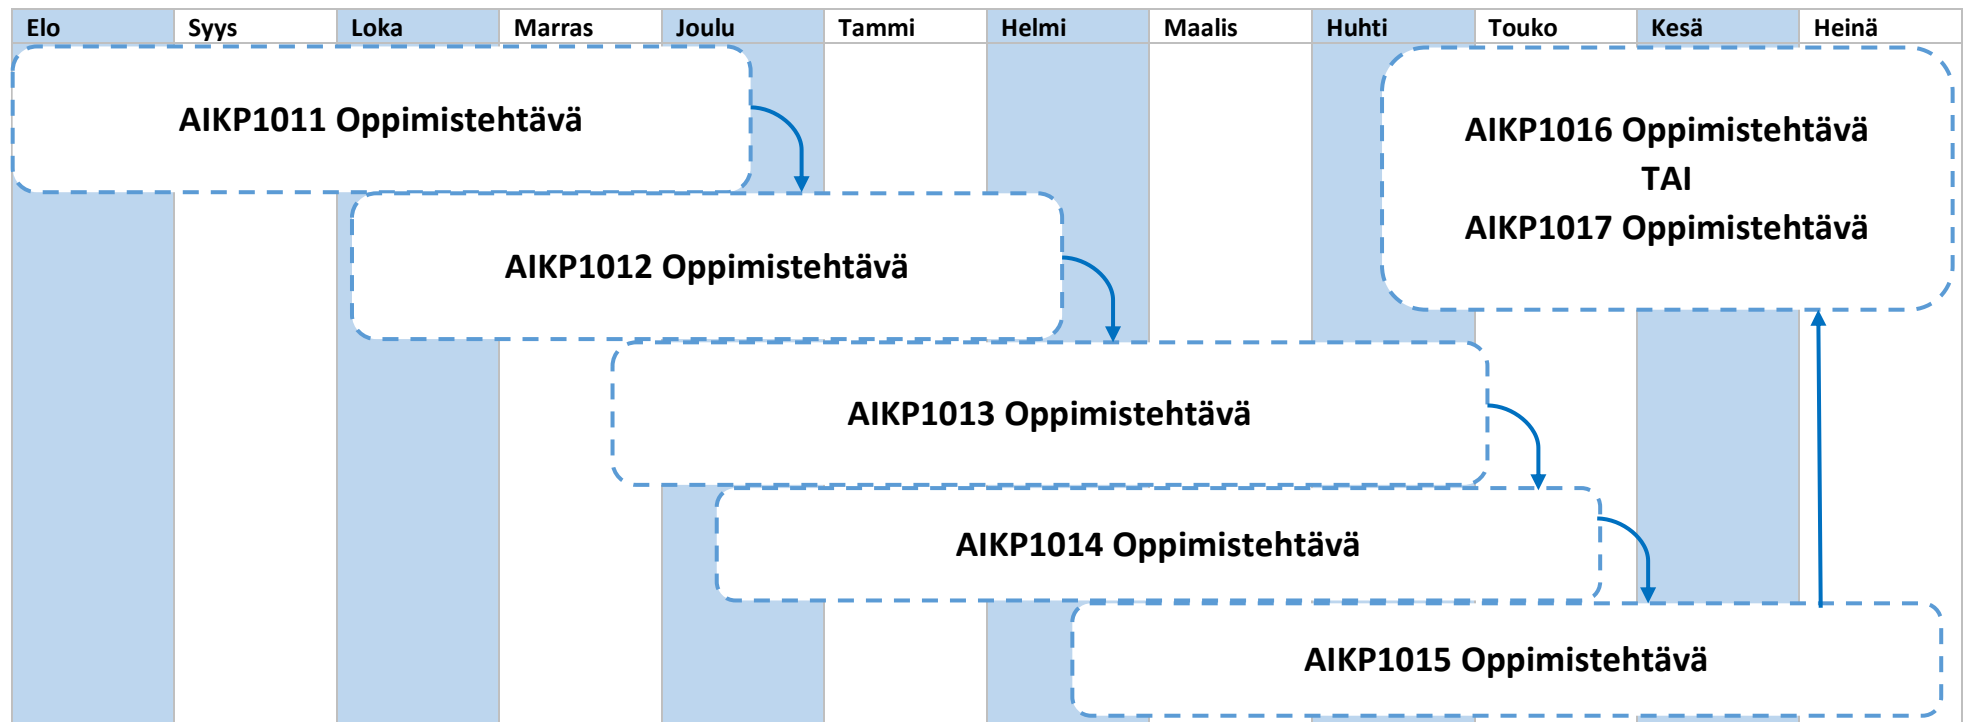 Elo Syys Loka Marras Joulu Tammi Helmi Maalis Huhti Touko Kesä Heinä
AIKP1011 Oppimistehtävä
AIKP1016 Oppimistehtävä
TAI
AIKP1017 Oppimistehtävä
AIKP1012 Oppimistehtävä
AIKP1013 Oppimistehtävä
AIKP1014 Oppimistehtävä
AIKP1015 Oppimistehtävä